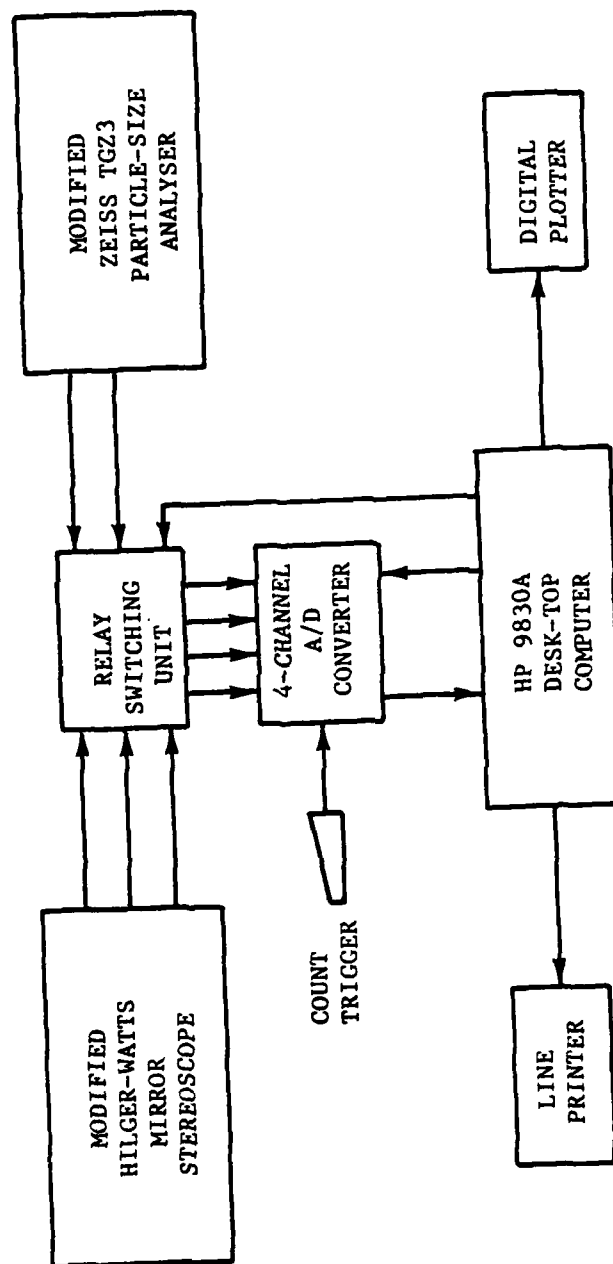 MODIFIED
HILGER-WATTS
MIRROR
STEREOSCOPE
RELAY
SWITCHING
UNIT
MODIFIED
ZEISS TGZ3
PARTICLE-SIZE
ANALYSER
COUNT
TRIGGER
4-CHANNEL
A/D
CONVERTER
LINE
PRINTER
HP 9830A
DESK-TOP
COMPUTER
DIGITAL
PLOTTER